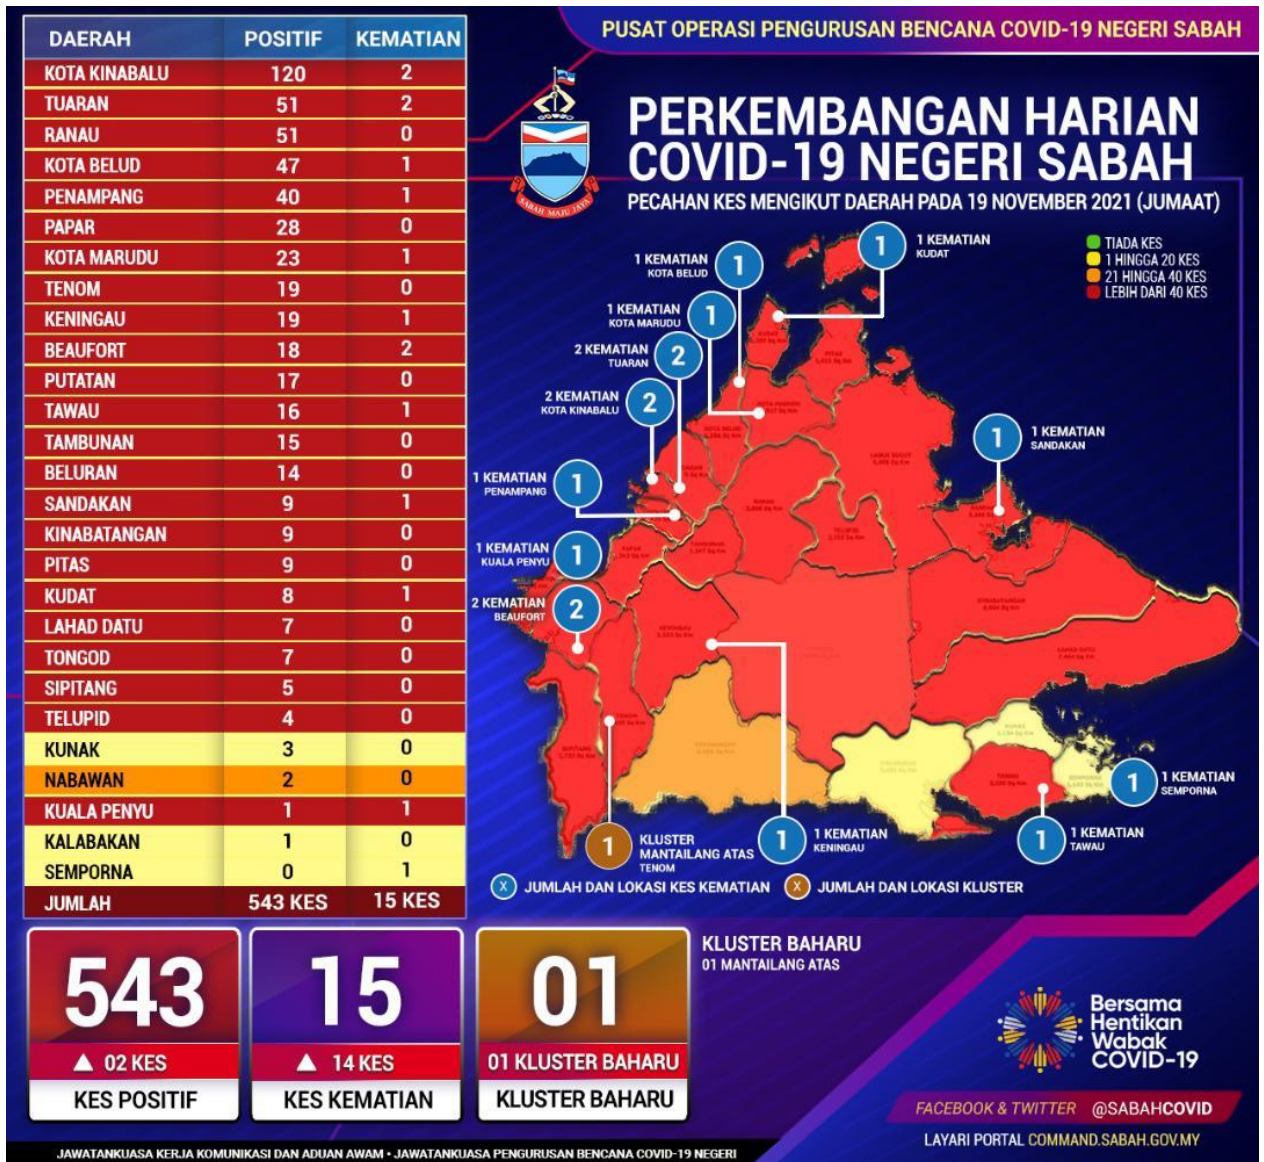 PUSAT OPERASI PENGURUSAN BENCANA COVID-19 NEGERI SABAH
PERKEMBANGAN HARIAN
COVID-19 NEGERI SABAH
PECAHAN KES MENGIKUT DAERAH PADA 19 NOVEMBER 2021 (JUMAAT)
SABAH MAJU JAYA
DAERAH POSITIF KEMATIAN
KOTA KINABALU 120 2
TUARAN 51 2
RANAU 51 0
KOTA BELUD 47 1
PENAMPANG 40 1
PAPAR 28 0
KOTA MARUDU 23 1
TENOM 19 0
KENINGAU 19 1
BEAUFORT 18 2
PUTATAN 17 0
TAWAU 16 1
TAMBUNAN 15 0
BELURAN 14 0
SANDAKAN 9 1
KINABATANGAN 9 0
PITAS 9 0
KUDAT 8 1
LAHAD DATU 7 0
TONGOD 7 0
SIPITANG 5 0
TELUPID 4 0
KUNAK 3 0
NABAWAN 2 0
KUALA PENYU 1 1
KALABAKAN 1 0
SEMPORNA 0 1
JUMLAH 543 KES 15 KES
TIADA KES
1 HINGGA 20 KES
21 HINGGA 40 KES
LEBIH DARI 40 KES
1 1 KEMATIAN
KUDAT
1 KEMATIAN 1
KOTA BELUD
1 KEMATIAN 1
KOTA MARUDU
2 KEMATIAN 2
TUARAN
2 KEMATIAN 2
KOTA KINABALU
1 1 KEMATIAN
SANDAKAN
1 KEMATIAN 1
PENAMPANG
1 KEMATIAN 1
KUALA PENYU
2 KEMATIAN 2
BEAUFORT
1 1 KEMATIAN
SEMPORNA
1 KLUSTER
MANTAILANG ATAS
TENOM
1 1 KEMATIAN
KENINGAU
1 1 KEMATIAN
TAWAU
X JUMLAH DAN LOKASI KES KEMATIAN
X JUMLAH DAN LOKASI KLUSTER
543
02 KES
KES POSITIF
15
14 KES
KES KEMATIAN
01
01 KLUSTER BAHARU
KLUSTER BAHARU
KLUSTER BAHARU
01 MANTAILANG ATAS
Bersama
Hentikan
Wabak
COVID-19
FACEBOOK & TWITTER @SABAHCOVID
LAYARI PORTAL COMMAND.SABAH.GOV.MY
JAWATANKUASA KERJA KOMUNIKASI DAN ADUAN AWAM • JAWATANKUASA PENGURUSAN BENCANA COVID-19 NEGERI